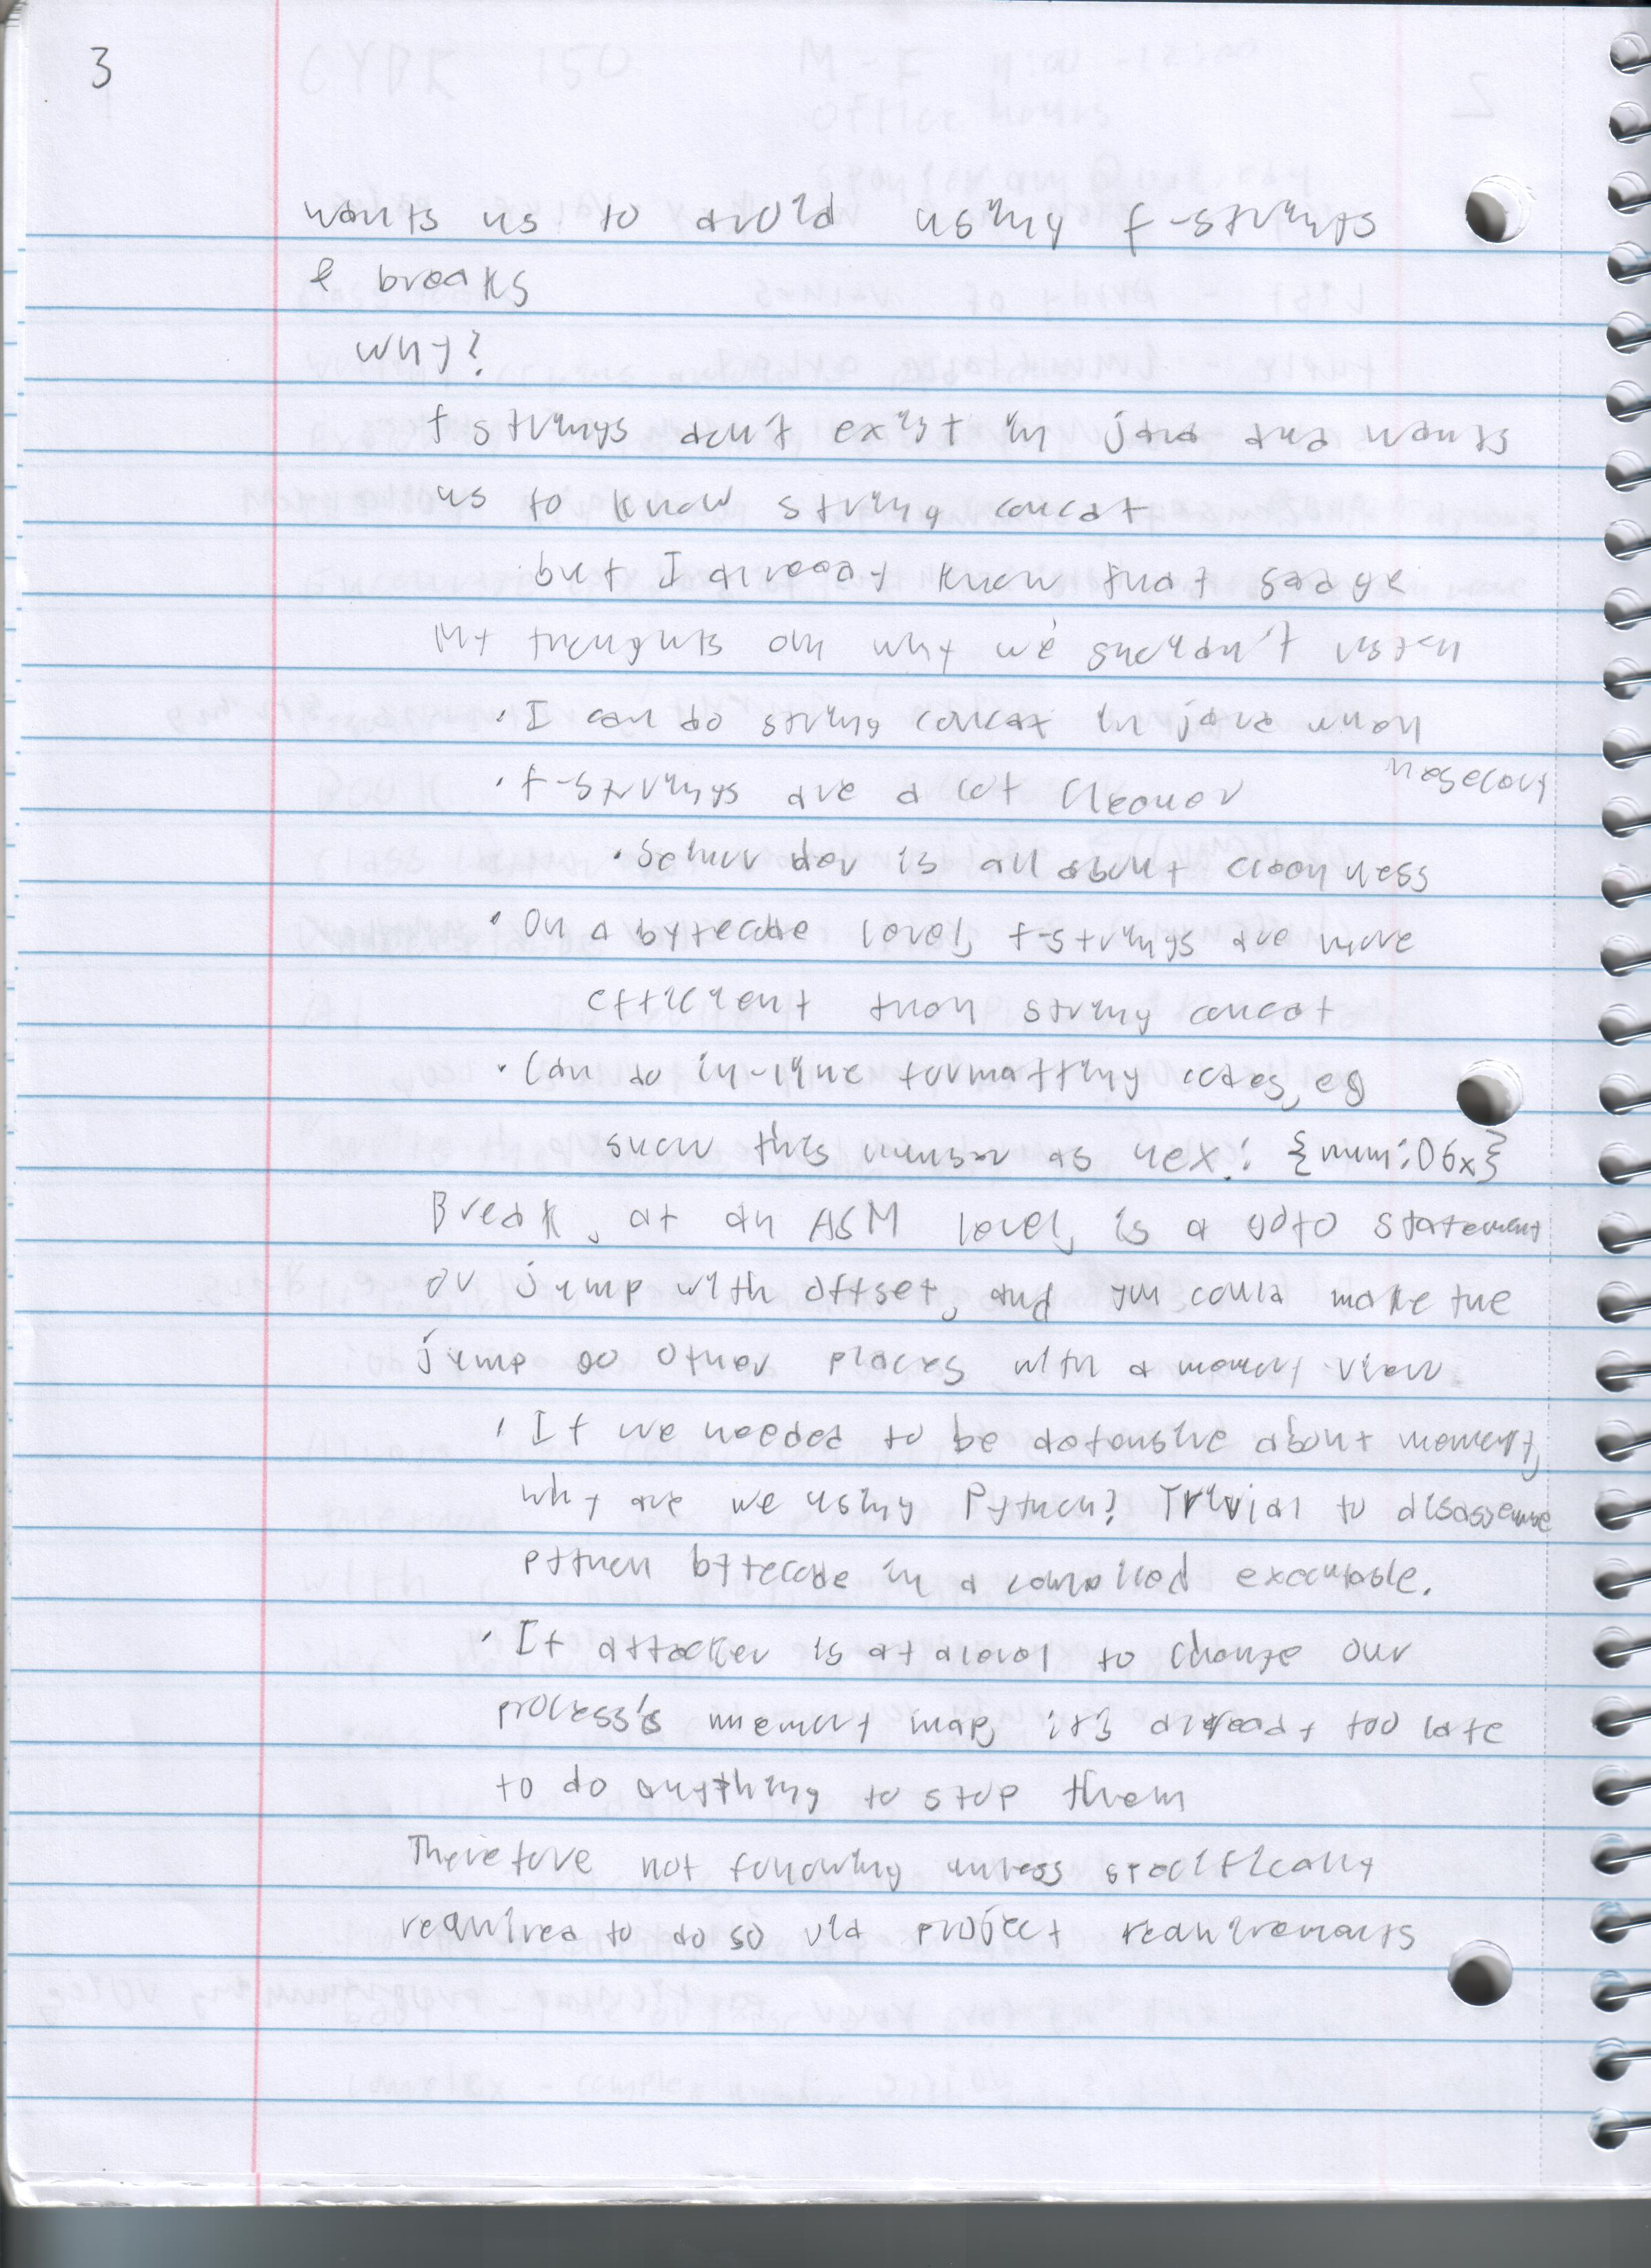 3
wants us to avoid using f-strings
& breaks
why?
f strings don't exist in java and wants
us to know string concat
but I already know that sadge
My thoughts on why we shouldn't listen
· I can do string concat in java when
nesecary
· f-strings are a lot cleaner
· Sofware dev is all about cleanness
· On a bytecode level, f-strings are more
efficient than string concat
· Can do in-line formatting codes, eg
show this number as hex: {num:06x}
Break, at an ASM level, is a goto statement
or jump with offset, and you could make the
jump go other places with a memory view.
· If we needed to be defensive about memory,
why are we using Python? Trivial to disassemble
python bytecode in a compiled executable.
· If attacker is at a level to change our
process's memory map, it's already too late
to do anything to stop them
Therefore not following unless specifically
required to do so via project requirements